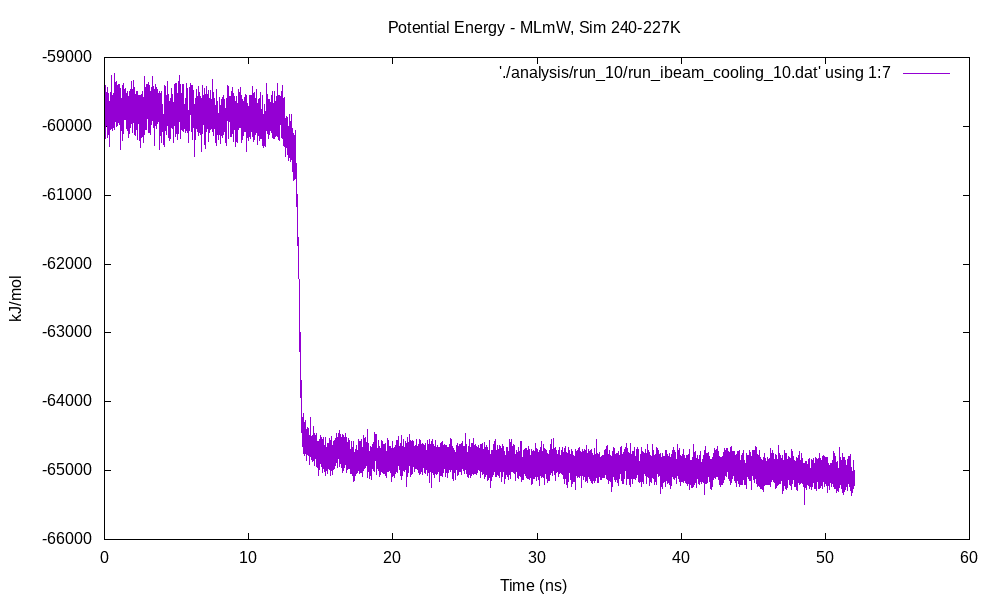 Potential Energy - MLmW, Sim 240-227K
'./analysis/run_10/run_ibeam_cooling_10.dat' using 1:7
kJ/mol
-59000
-60000
-61000
-62000
-63000
-64000
-65000
-66000
0 10 20 30 40 50 60
Time (ns)